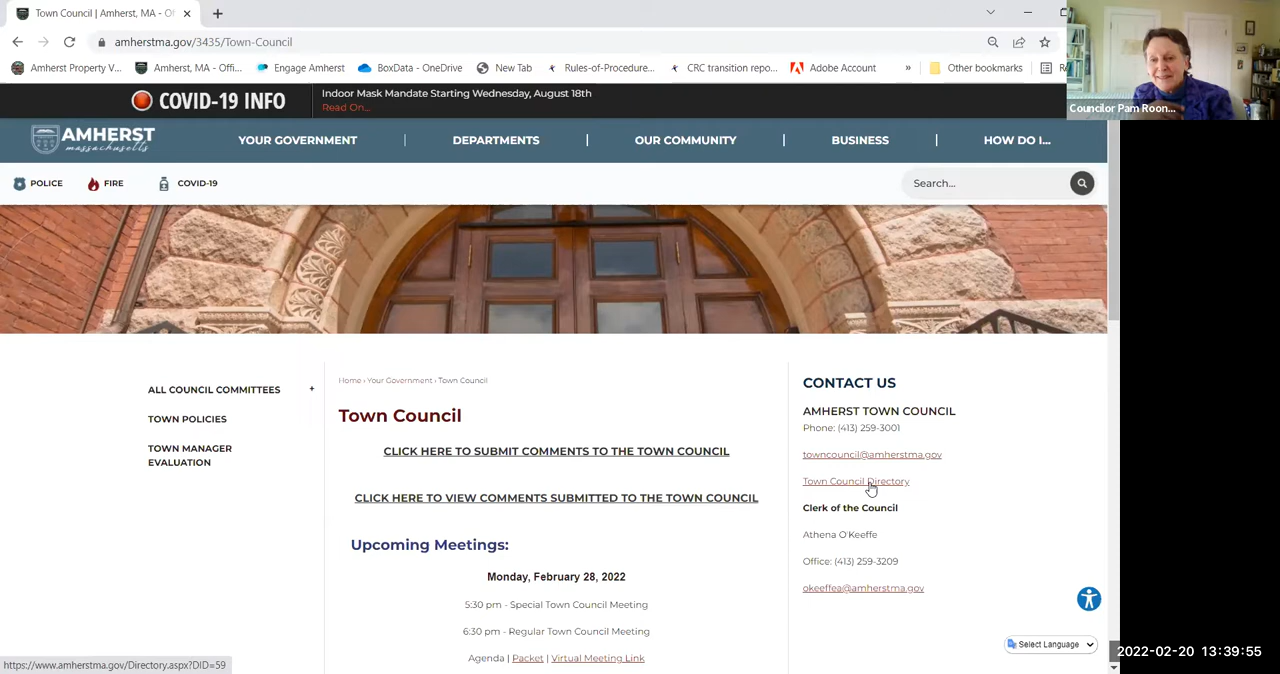 Town Council | Amherst, MA - Of
amherstma.gov/3435/Town-Council
Amherst Property V...
Amherst, MA - Offi...
Engage Amherst
BoxData - OneDrive
New Tab
Rules-of-Procedure...
CRC transition repo...
Adobe Account
»
Other bookmarks
Councilor Pam Roon...
COVID-19 INFO
Indoor Mask Mandate Starting Wednesday, August 18th
Read On...
AMHERST
massachusetts
YOUR GOVERNMENT
DEPARTMENTS
OUR COMMUNITY
BUSINESS
HOW DO I...
POLICE
FIRE
COVID-19
Search...
ALL COUNCIL COMMITTEES +
TOWN POLICIES
TOWN MANAGER
EVALUATION
Home › Your Government › Town Council
Town Council
CLICK HERE TO SUBMIT COMMENTS TO THE TOWN COUNCIL
CLICK HERE TO VIEW COMMENTS SUBMITTED TO THE TOWN COUNCIL
Upcoming Meetings:
Monday, February 28, 2022
5:30 pm - Special Town Council Meeting
6:30 pm - Regular Town Council Meeting
Agenda | Packet | Virtual Meeting Link
CONTACT US
AMHERST TOWN COUNCIL
Phone: (413) 259-3001
towncouncil@amherstma.gov
Town Council Directory
Clerk of the Council
Athena O'Keeffe
Office: (413) 259-3209
okeeffea@amherstma.gov
Select Language
https://www.amherstma.gov/Directory.aspx?DID=59
2022-02-20 13:39:55